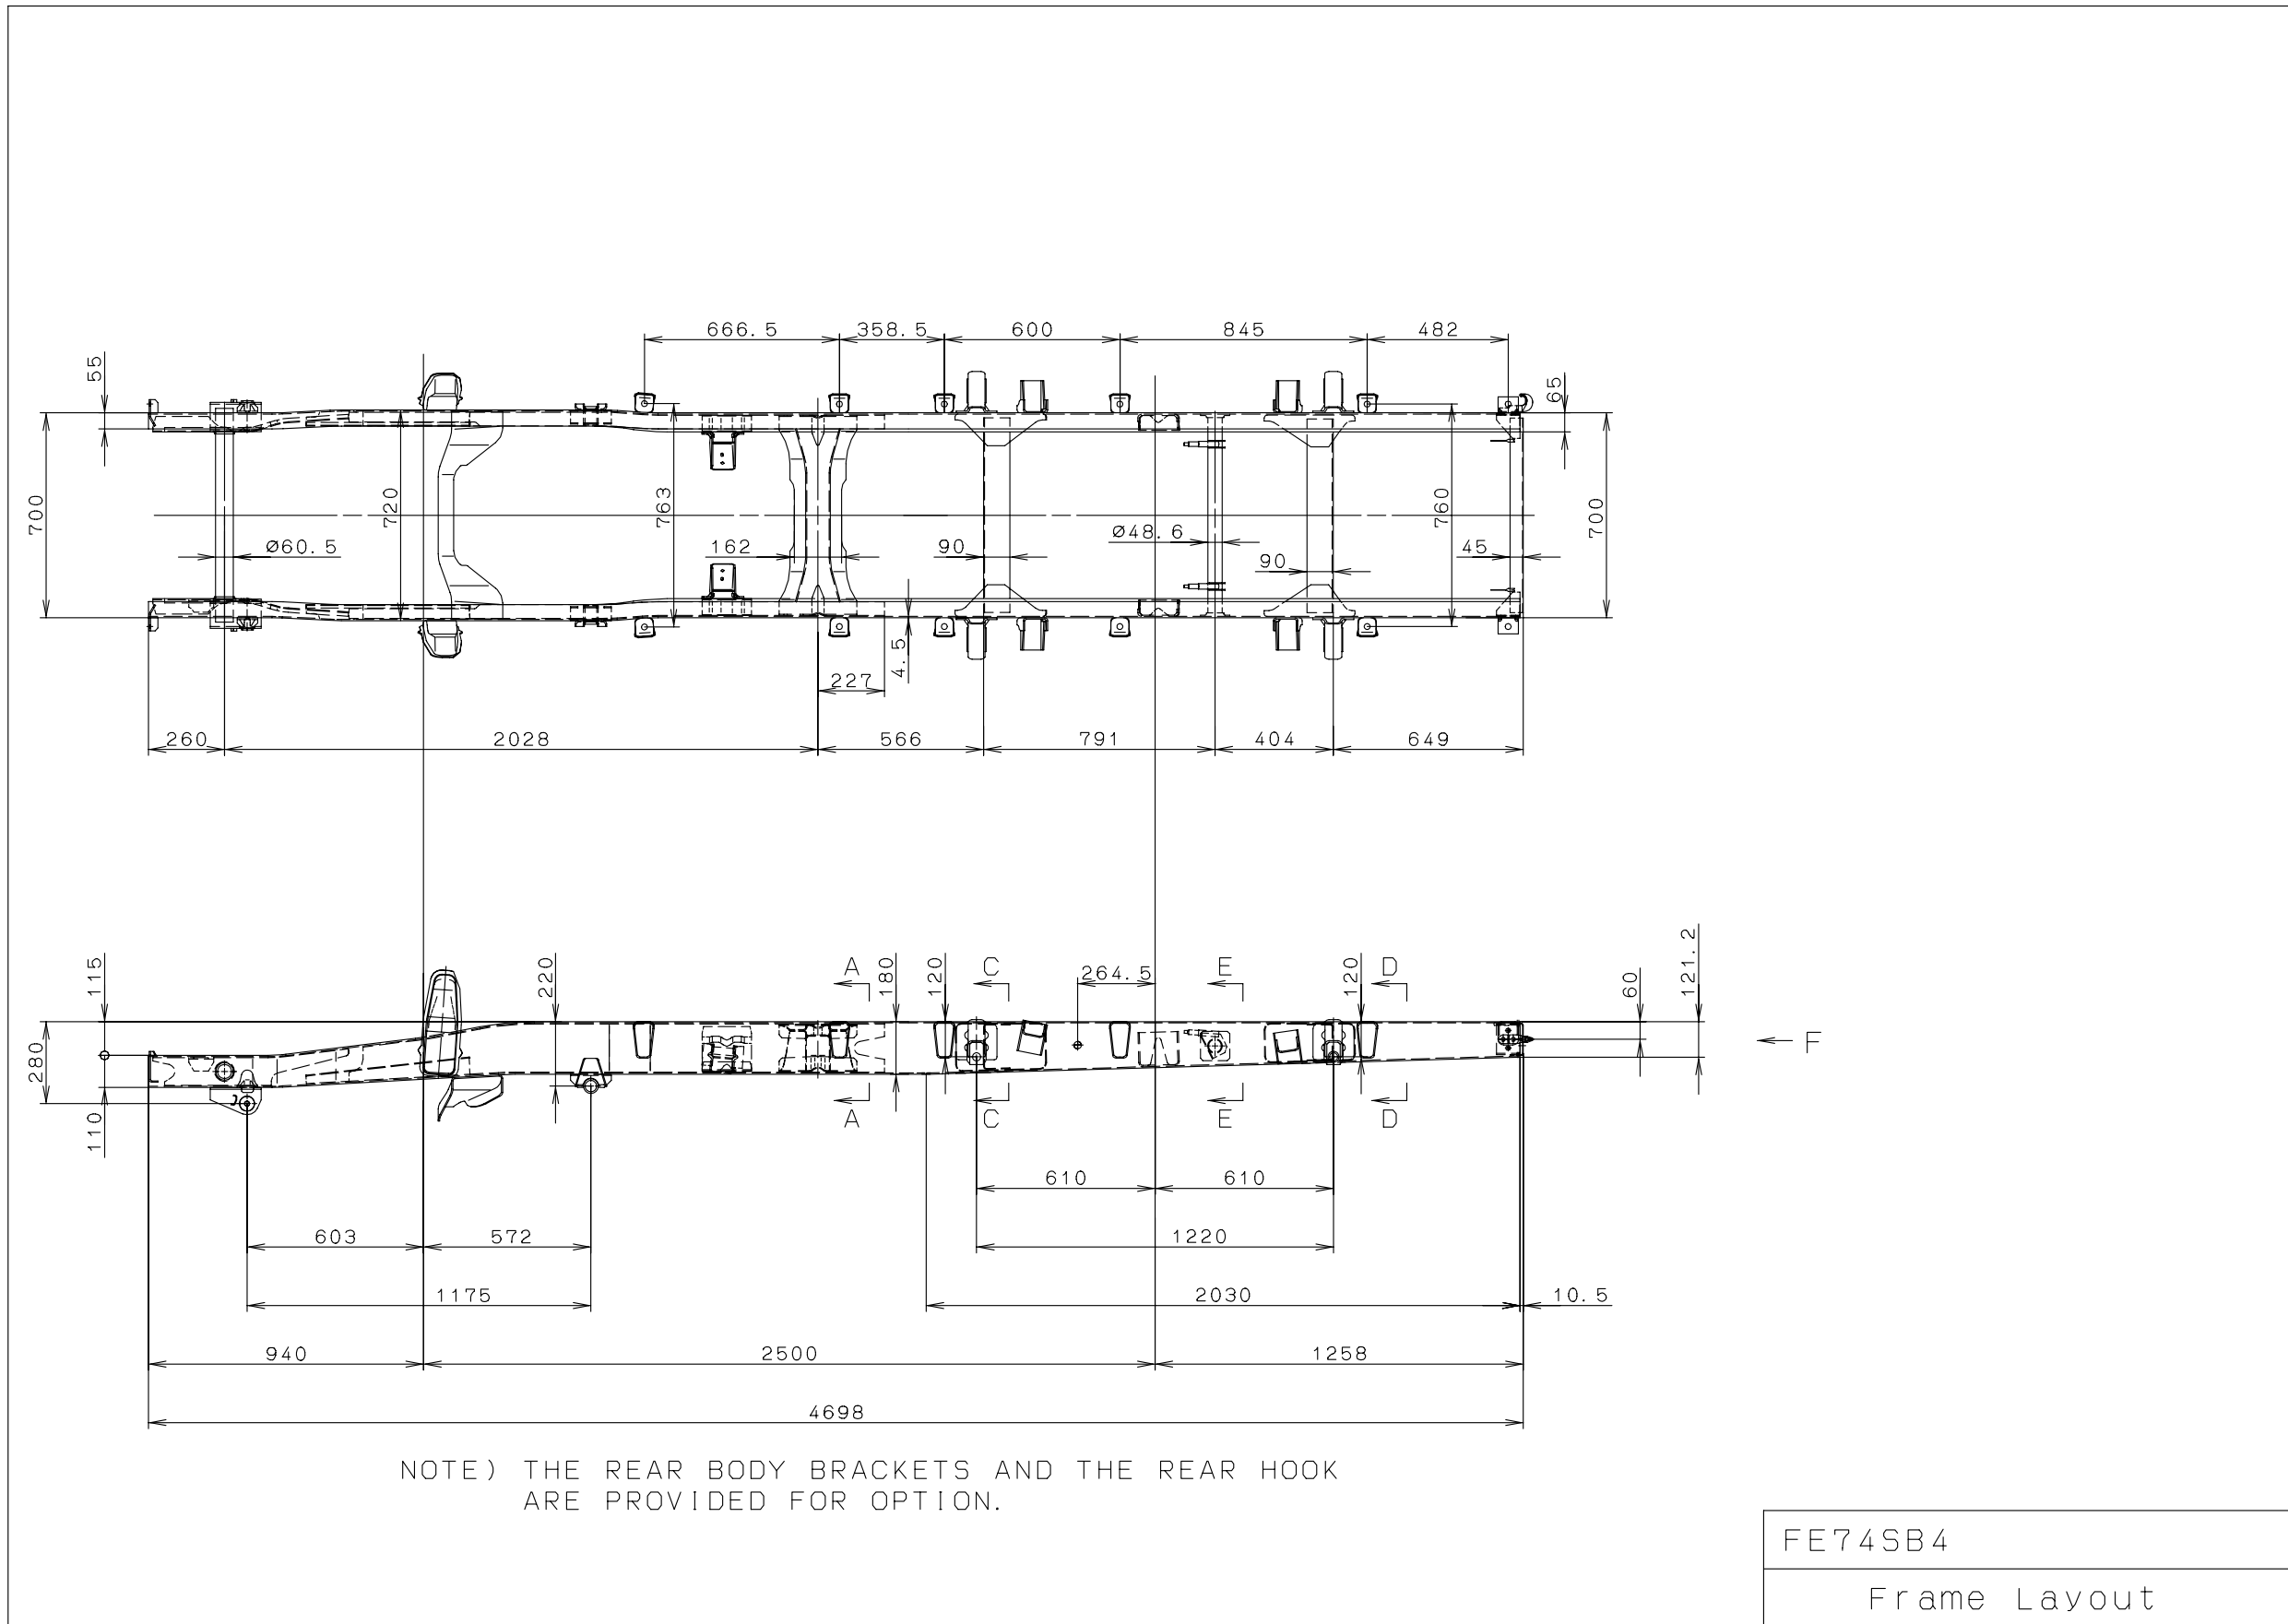 666.5 358.5 600 845 482
55
65
700
720
763
760
700
Ø60.5
162
90
Ø48.6
90
45
4.5
227
260 2028 566 791 404 649
115
280
110
220
A
180
120
C
264.5
E
120
D
60
121.2
F
A C E D
610 610
603 572 1220
1175 2030 10.5
940 2500 1258
4698
NOTE) THE REAR BODY BRACKETS AND THE REAR HOOK
ARE PROVIDED FOR OPTION.
FE74SB4
Frame Layout